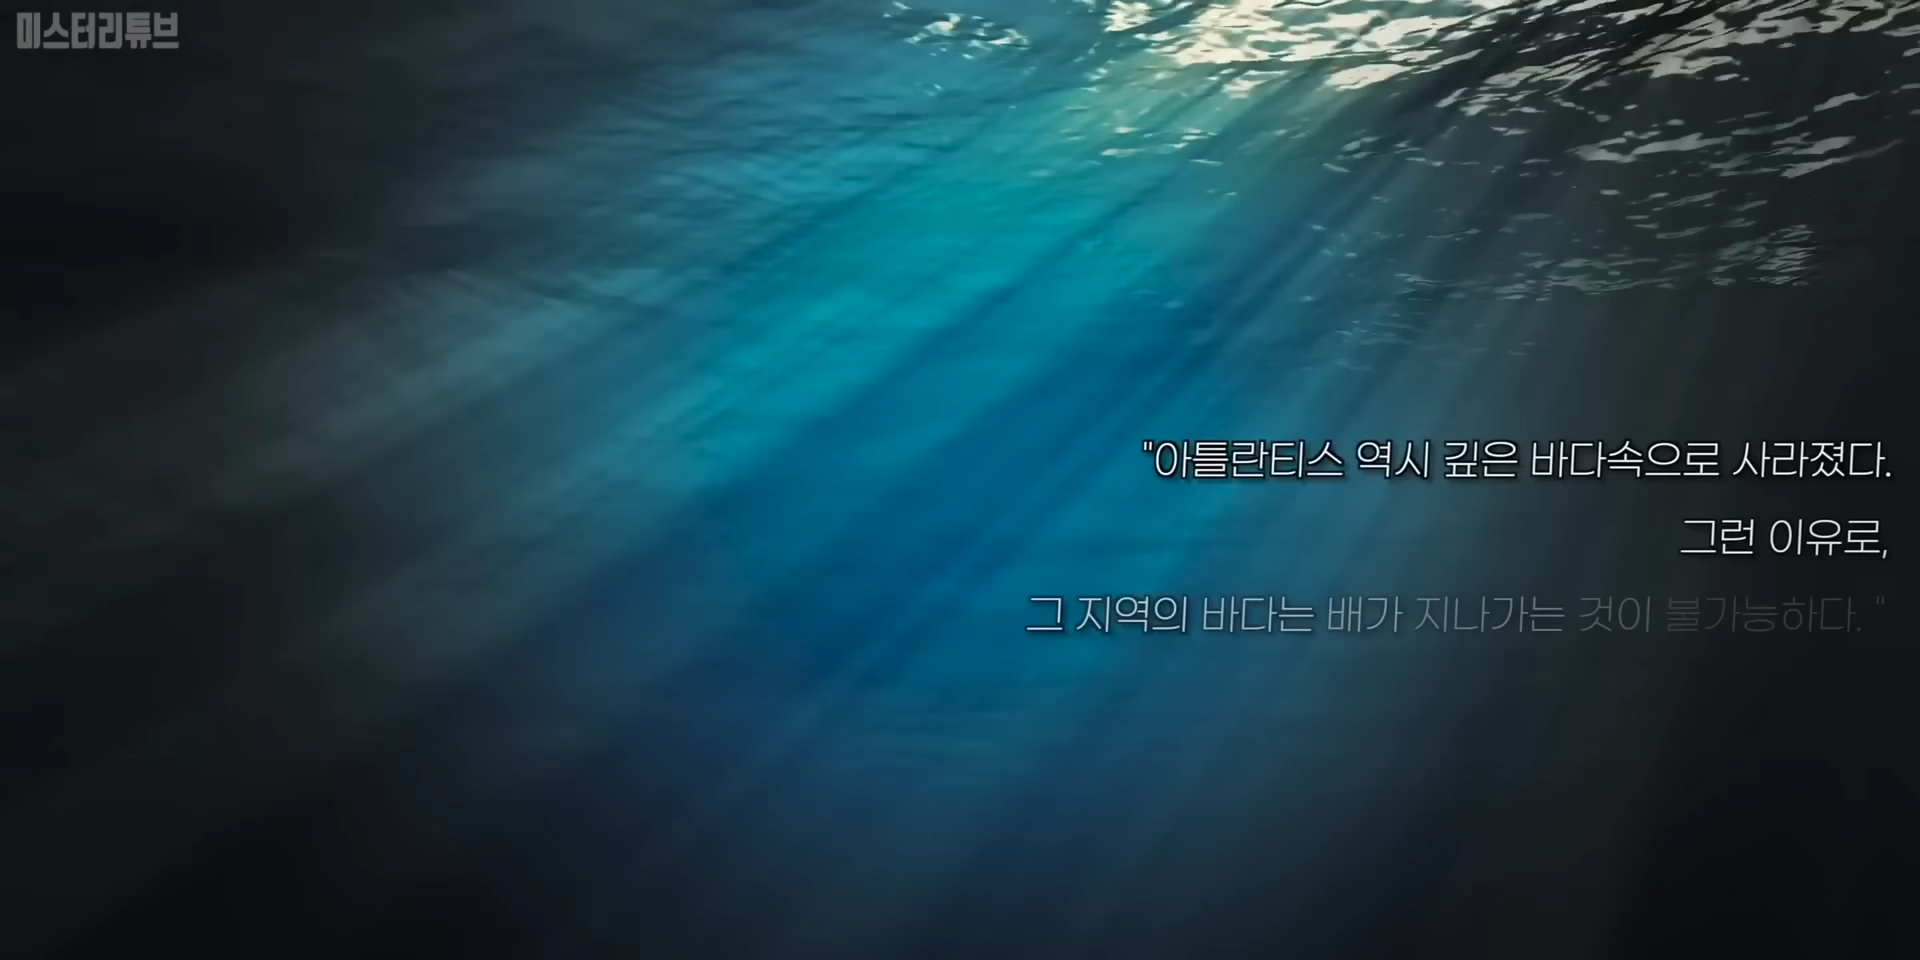 미스터리튜브
"아틀란티스 역시 깊은 바다속으로 사라졌다.
그런 이유로,
그 지역의 바다는 배가 지나가는 것이 불가능하다. "